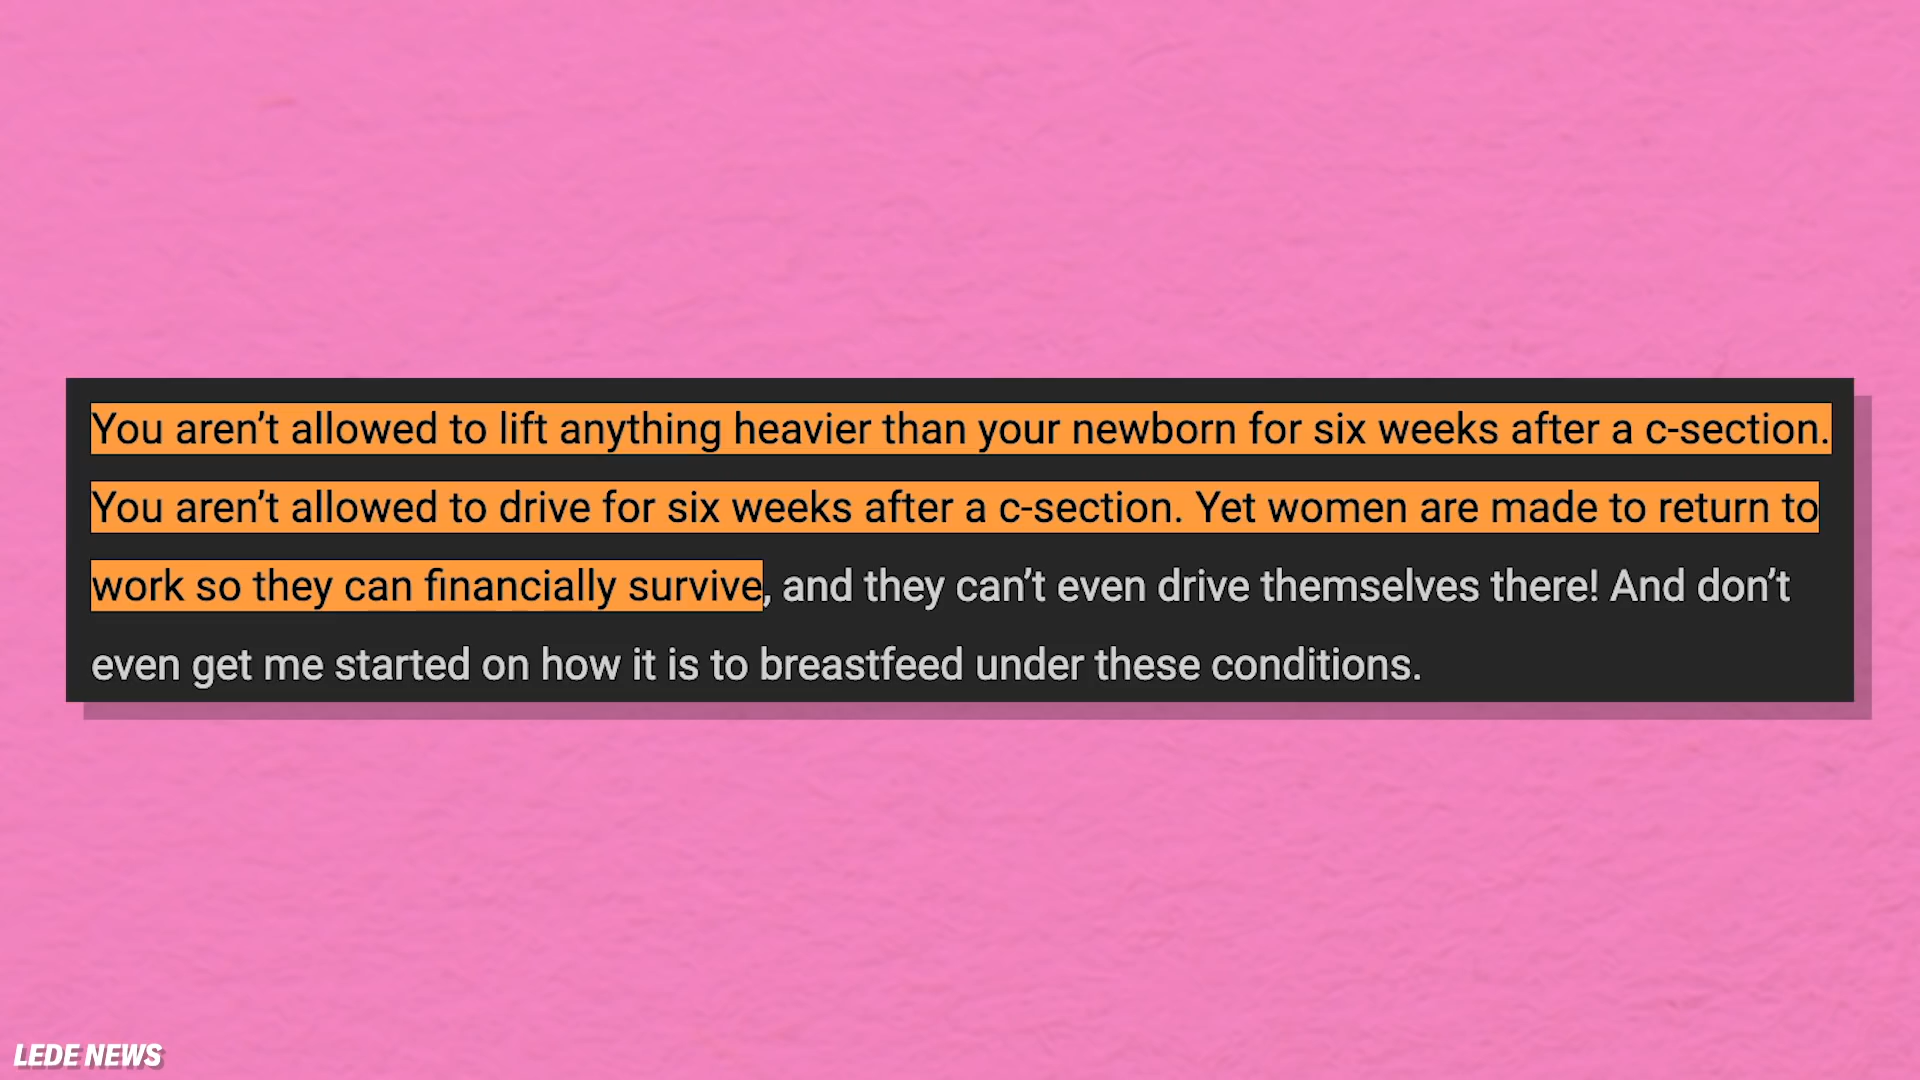 You aren’t allowed to lift anything heavier than your newborn for six weeks after a c-section.
You aren’t allowed to drive for six weeks after a c-section. Yet women are made to return to
work so they can financially survive, and they can’t even drive themselves there! And don’t
even get me started on how it is to breastfeed under these conditions.
LEDE NEWS